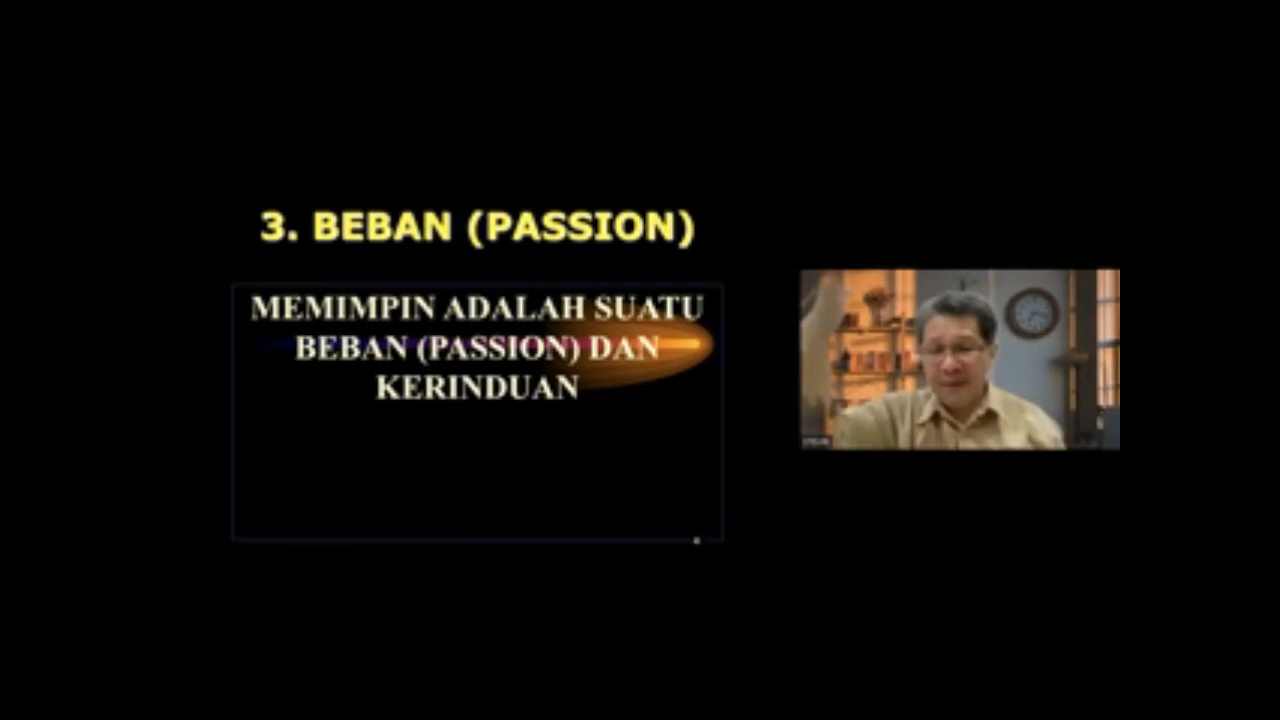 3. BEBAN (PASSION)
MEMIMPIN ADALAH SUATU
BEBAN (PASSION) DAN
KERINDUAN